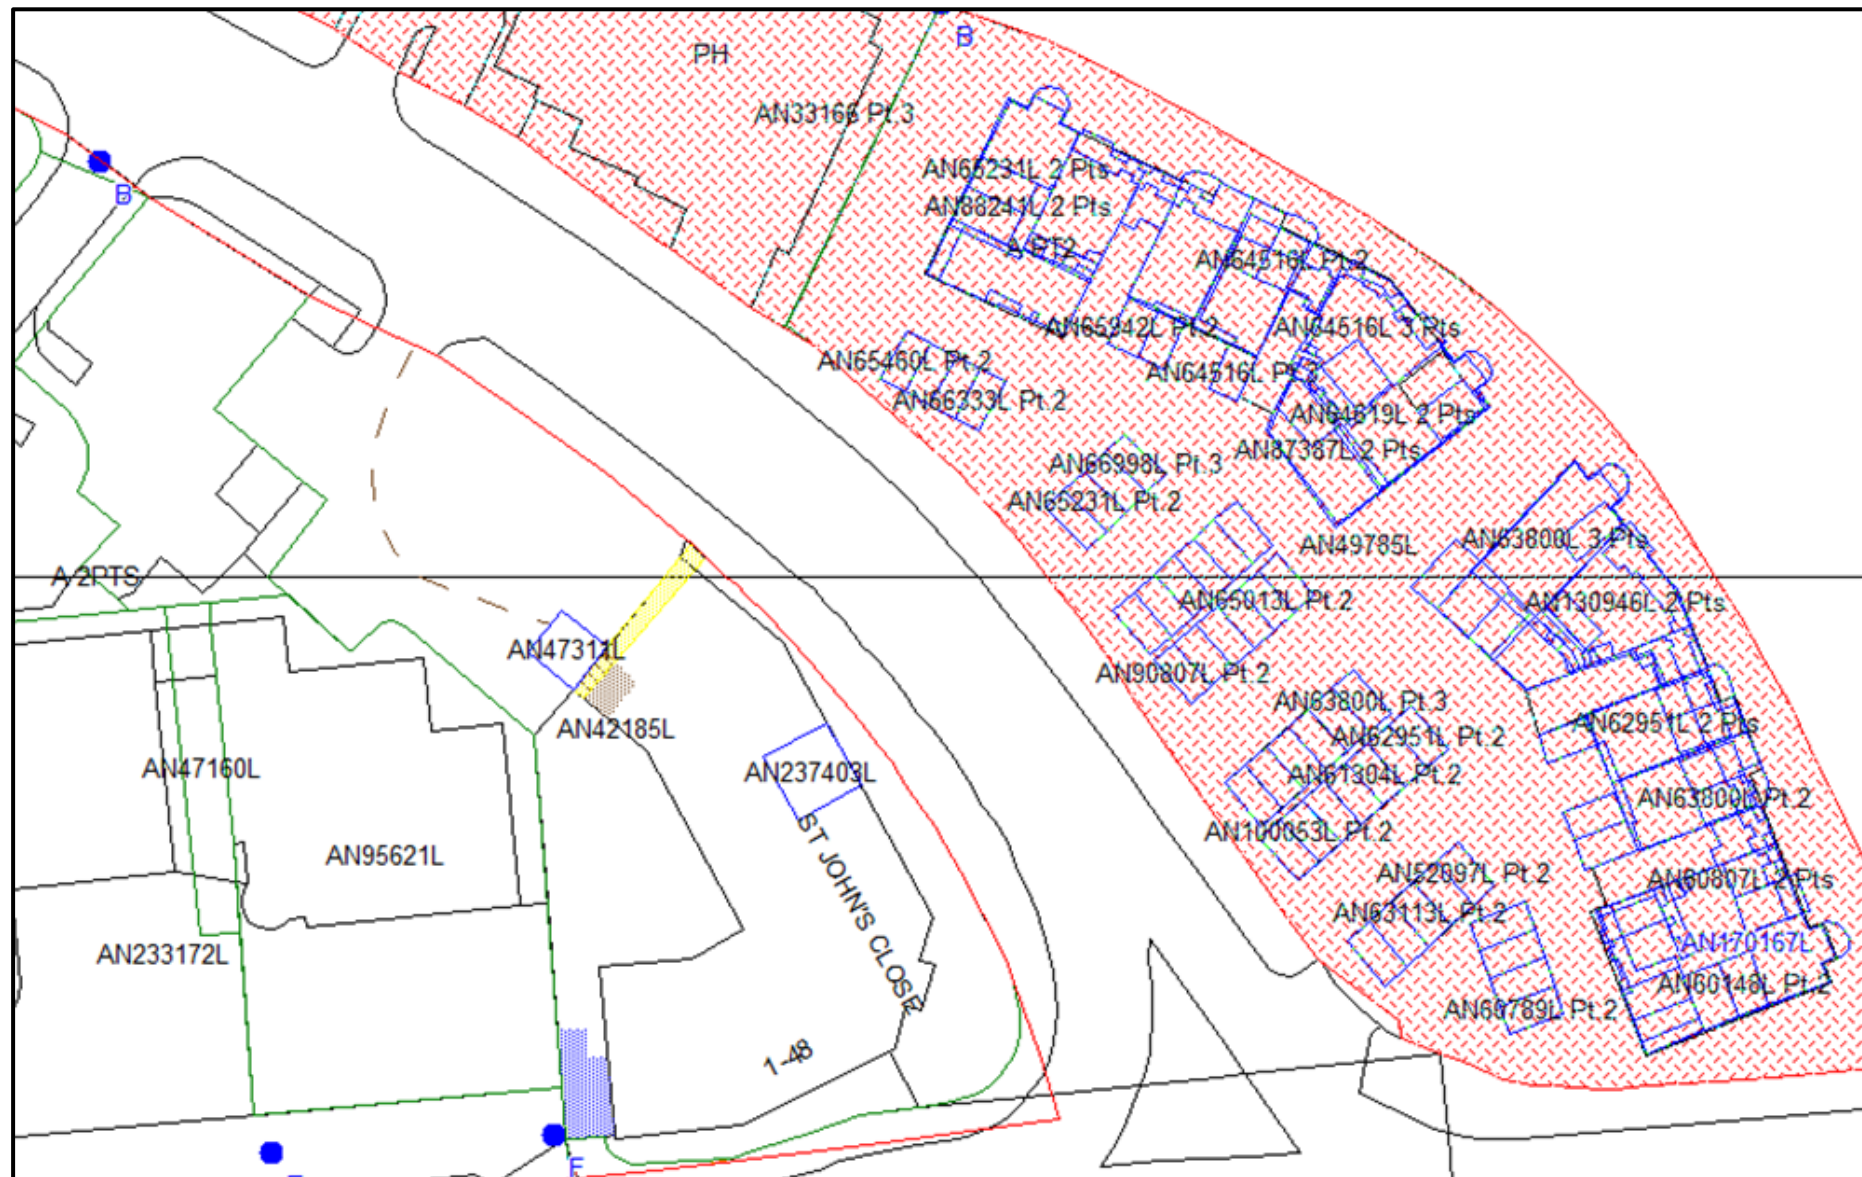 PH
B
AN33166 Pt.3
AN65231L 2 Pts
B
AN88241L 2 Pts
A PT2
AN64516L Pt.2
AN65942L Pt.2
AN64516L 3 Pts
AN65460L Pt.2
AN64516L Pt.3
AN66333L Pt.2
AN64619L 2 Pts
AN87387L 2 Pts
AN66998L Pt.3
AN65231L Pt.2
AN49785L
AN63800L 3 Pts
A 2PTS
AN65013L Pt.2
AN130946L 2 Pts
AN47311L
AN90807L Pt.2
AN63800L Pt.3
AN42185L
AN62951L Pt.2
AN62951L 2 Pts
AN47160L
AN237403L
AN61304L Pt.2
AN63800L Pt.2
AN100053L Pt.2
AN95621L
ST JOHN'S CLOSE
AN52097L Pt.2
AN90807L 2 Pts
AN63113L Pt.2
AN233172L
AN170167L
AN60148L Pt.2
AN60789L Pt.2
1-48